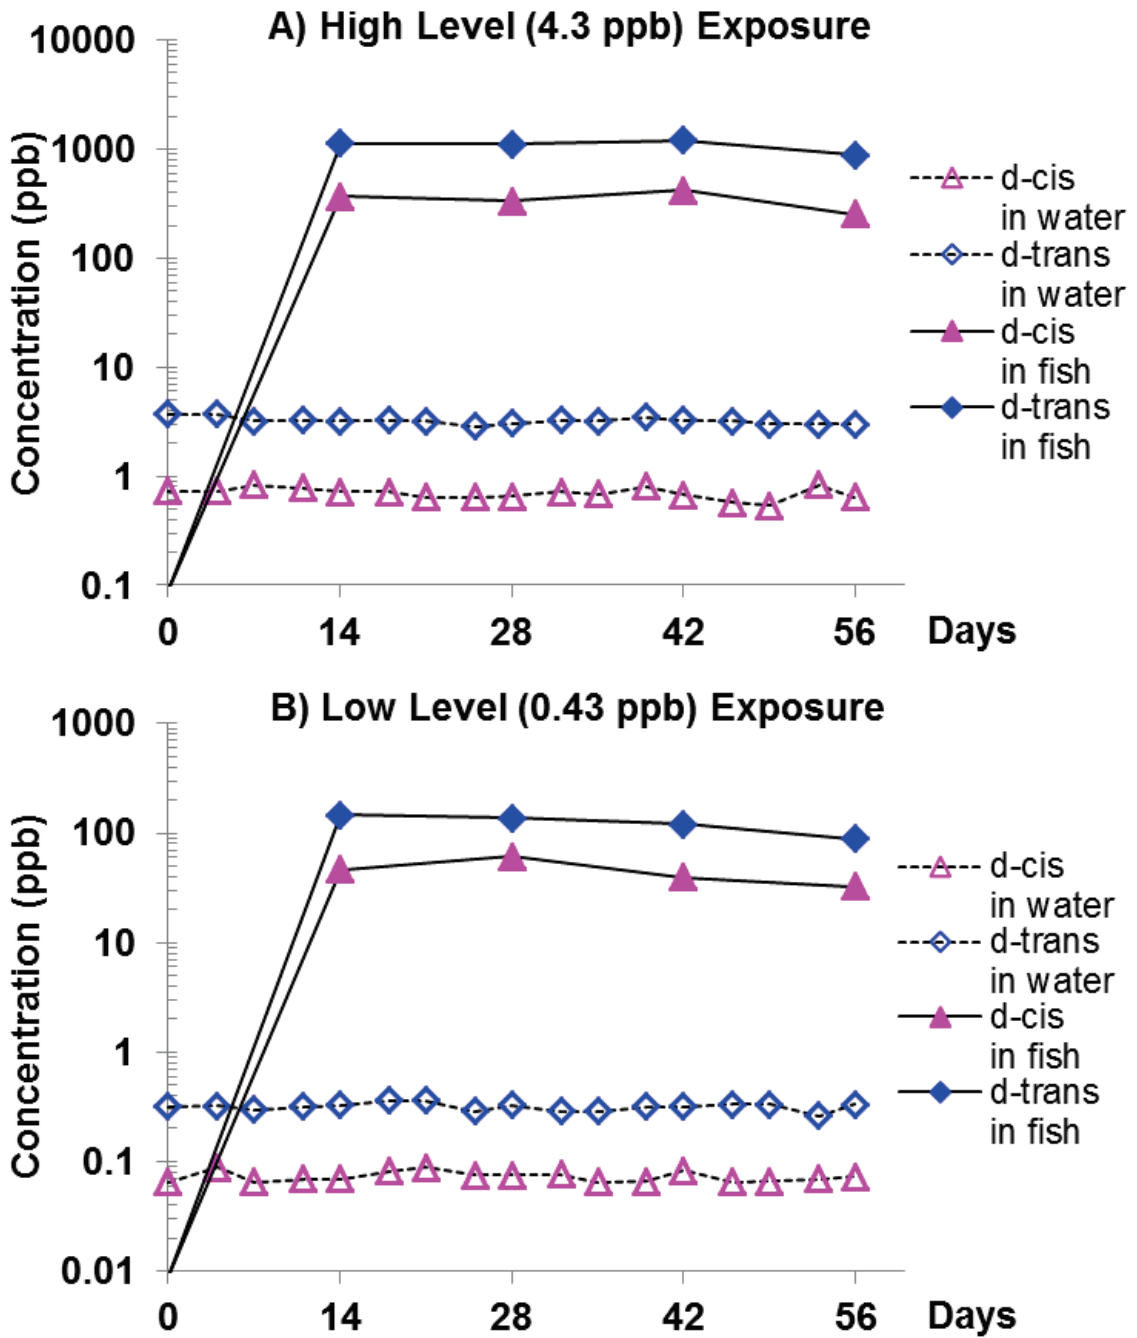 A) High Level (4.3 ppb) Exposure
10000
1000
100
10
1
0.1
Concentration (ppb)
0 14 28 42 56 Days
d-cis
in water
d-trans
in water
d-cis
in fish
d-trans
in fish
B) Low Level (0.43 ppb) Exposure
1000
100
10
1
0.1
0.01
Concentration (ppb)
0 14 28 42 56 Days
d-cis
in water
d-trans
in water
d-cis
in fish
d-trans
in fish